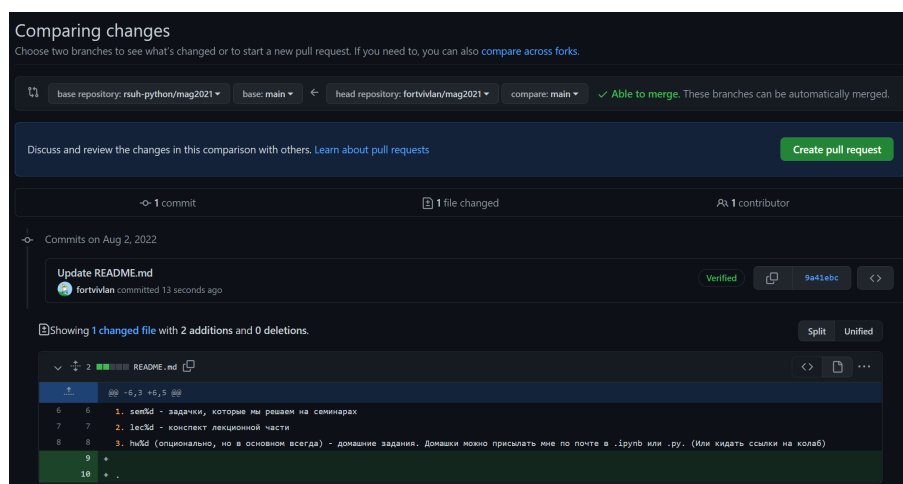 Comparing changes
Choose two branches to see what's changed or to start a new pull request. If you need to, you can also compare across forks.
base repository: rsuh-python/mag2021 base: main ← head repository: fortvivlan/mag2021 compare: main ✓ Able to merge. These branches can be automatically merged.
Discuss and review the changes in this comparison with others. Learn about pull requests Create pull request
1 commit 1 file changed 1 contributor
Commits on Aug 2, 2022
Update README.md
fortvivlan committed 13 seconds ago
Verified 9a41ebc <>
Showing 1 changed file with 2 additions and 0 deletions. Split Unified
2 README.md <> ...
@@ -6,3 +6,5 @@
6 6 1. sem%d - задачки, которые мы решаем на семинарах
7 7 2. lec%d - конспект лекционной части
8 8 3. hw%d (опционально, но в основном всегда) - домашние задания. Домашки можно присылать мне по почте в .ipynb или .py. (Или кидать ссылки на колаб)
9 +
10 + .